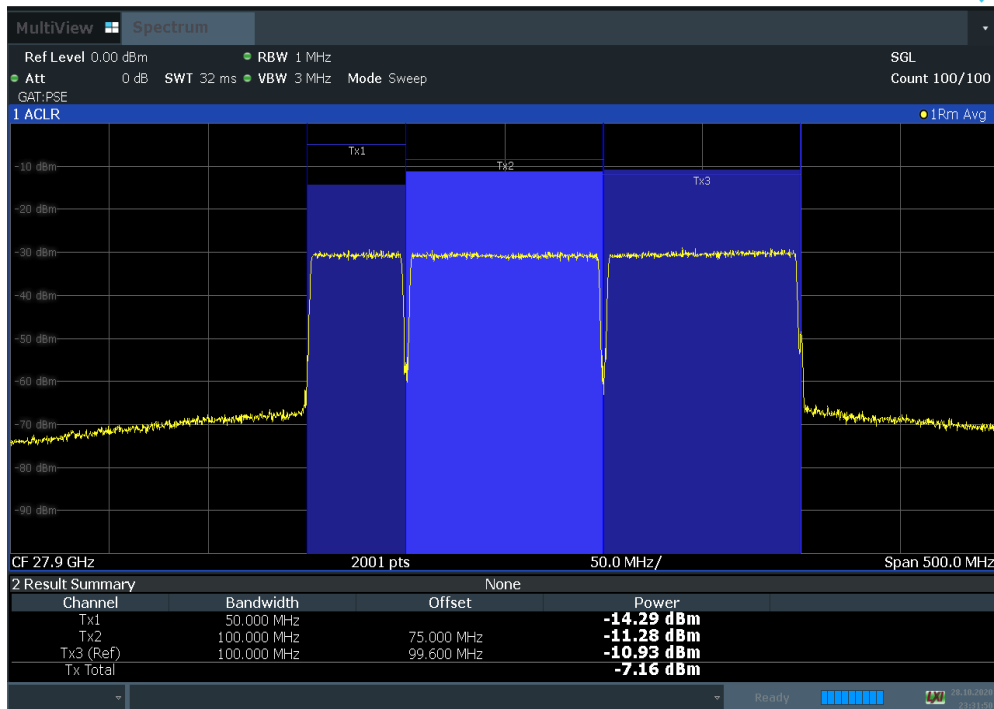 MultiView Spectrum
Ref Level 0.00 dBm RBW 1 MHz SGL
Att 0 dB SWT 32 ms VBW 3 MHz Mode Sweep Count 100/100
GAT:PSE
1 ACLR 1Rm Avg
Tx1
Tx2
-10 dBm
Tx3
-20 dBm
-30 dBm
-40 dBm
-50 dBm
-60 dBm
-70 dBm
-80 dBm
-90 dBm
CF 27.9 GHz 2001 pts 50.0 MHz/ Span 500.0 MHz
2 Result Summary None
Channel Bandwidth Offset Power
Tx1 50.000 MHz -14.29 dBm
Tx2 100.000 MHz 75.000 MHz -11.28 dBm
Tx3 (Ref) 100.000 MHz 99.600 MHz -10.93 dBm
Tx Total -7.16 dBm
Ready LXI 28.10.2020